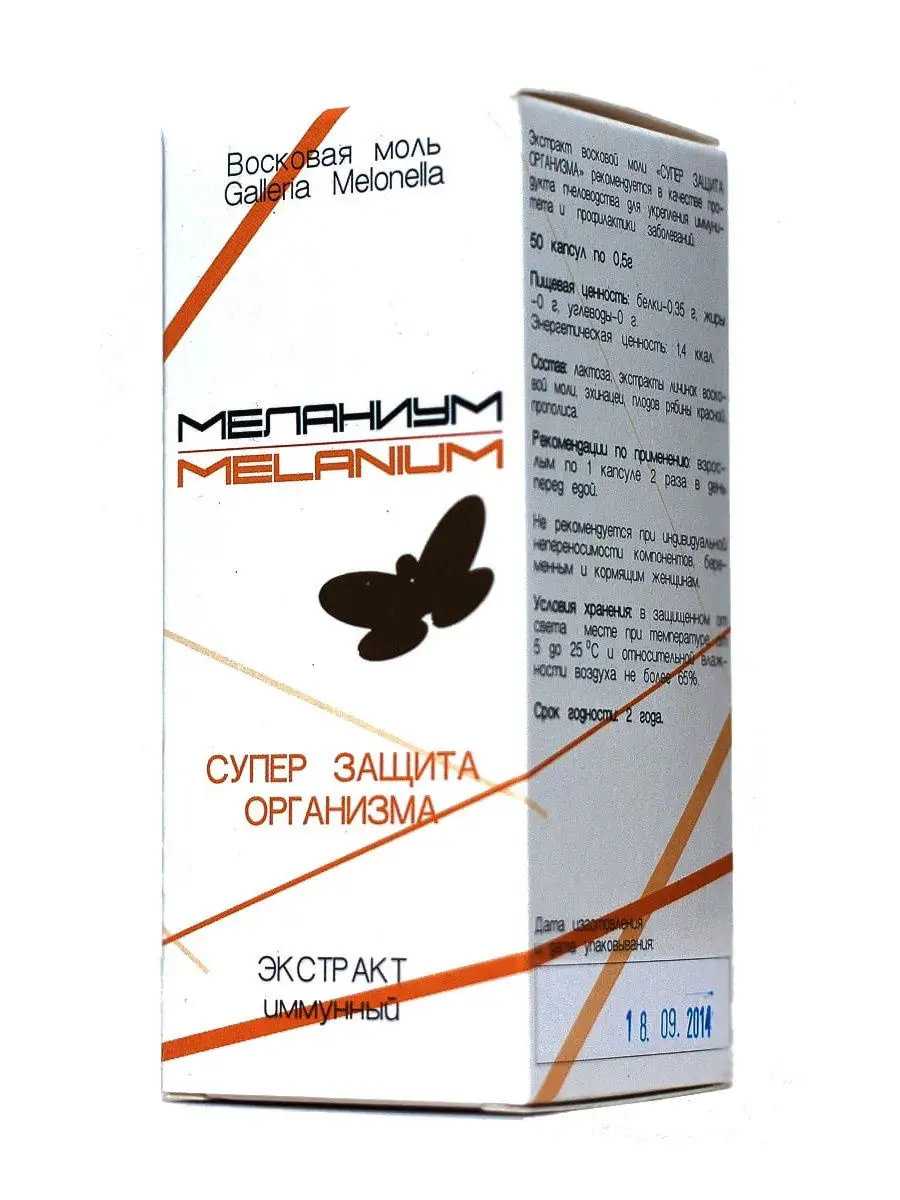 Восковая моль
Galleria Melonella
МЕЛАНИУМ
MELANIUM
СУПЕР ЗАЩИТА
ОРГАНИЗМА
ЭКСТРАКТ
иммунный
Экстракт восковой моли «СУПЕР ЗАЩИТА
ОРГАНИЗМА» рекомендуется в качестве про-
дукта пчеловодства для укрепления иммуни-
тета и профилактики заболеваний.
50 капсул по 0,5г
Пищевая ценность: белки-0,35 г, жиры
-0 г, углеводы-0 г.
Энергетическая ценность: 1,4 ккал.
Состав: лактоза, экстракты личинок воско-
вой моли, эхинацеи, плодов рябины красной,
прополиса.
Рекомендации по применению: взрос-
лым по 1 капсуле 2 раза в день
перед едой.
Не рекомендуется при индивидуальной
непереносимости компонентов, бере-
менным и кормящим женщинам.
Условия хранения: в защищенном от
света месте при температуре от
5 до 25 °С и относительной влаж-
ности воздуха не более 65%.
Срок годности: 2 года.
Дата изготовления
и дата упаковывания:
18. 09. 2014